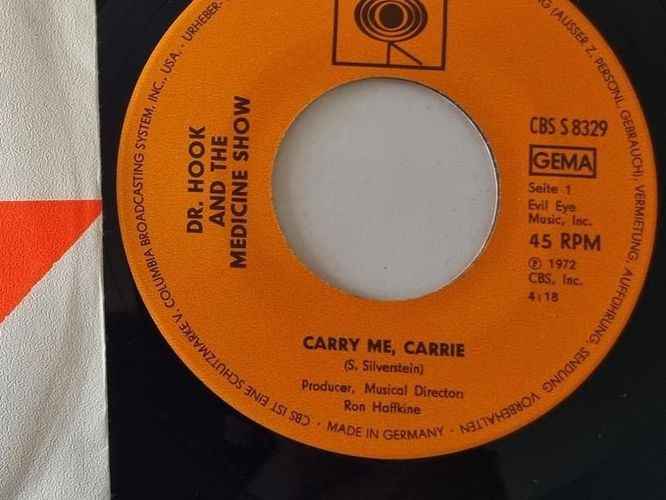 DR. HOOK
AND THE
MEDICINE SHOW
CBS S 8329
GEMA
Seite 1
Evil Eye
Music, Inc.
45 RPM
℗ 1972
CBS, Inc.
4:18
CARRY ME, CARRIE
(S. Silverstein)
Producer, Musical Director:
Ron Haffkine
CBS IST EINE SCHUTZMARKE V. COLUMBIA BROADCASTING SYSTEM, INC., USA. · URHEBER-
(AUSSER Z. PERSONL. GEBRAUCH), VERMIETUNG, AUFFÜHRUNG, SENDUNG VORBEHALTEN
· MADE IN GERMANY ·